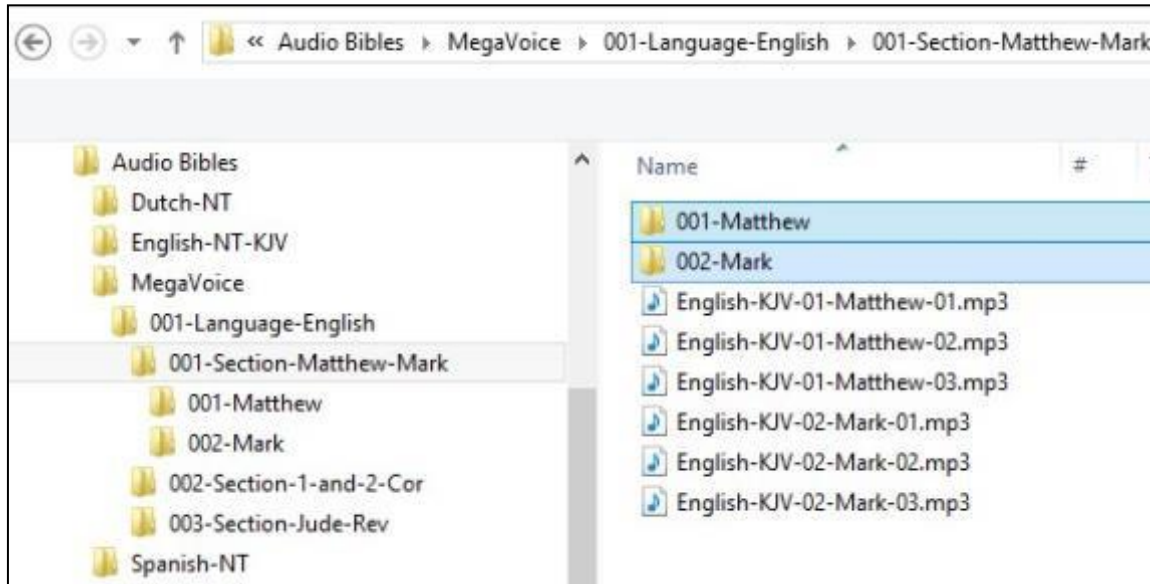 « Audio Bibles ▸ MegaVoice ▸ 001-Language-English ▸ 001-Section-Matthew-Mark
Audio Bibles
Dutch-NT
English-NT-KJV
MegaVoice
001-Language-English
001-Section-Matthew-Mark
001-Matthew
002-Mark
002-Section-1-and-2-Cor
003-Section-Jude-Rev
Spanish-NT
Name #
001-Matthew
002-Mark
English-KJV-01-Matthew-01.mp3
English-KJV-01-Matthew-02.mp3
English-KJV-01-Matthew-03.mp3
English-KJV-02-Mark-01.mp3
English-KJV-02-Mark-02.mp3
English-KJV-02-Mark-03.mp3